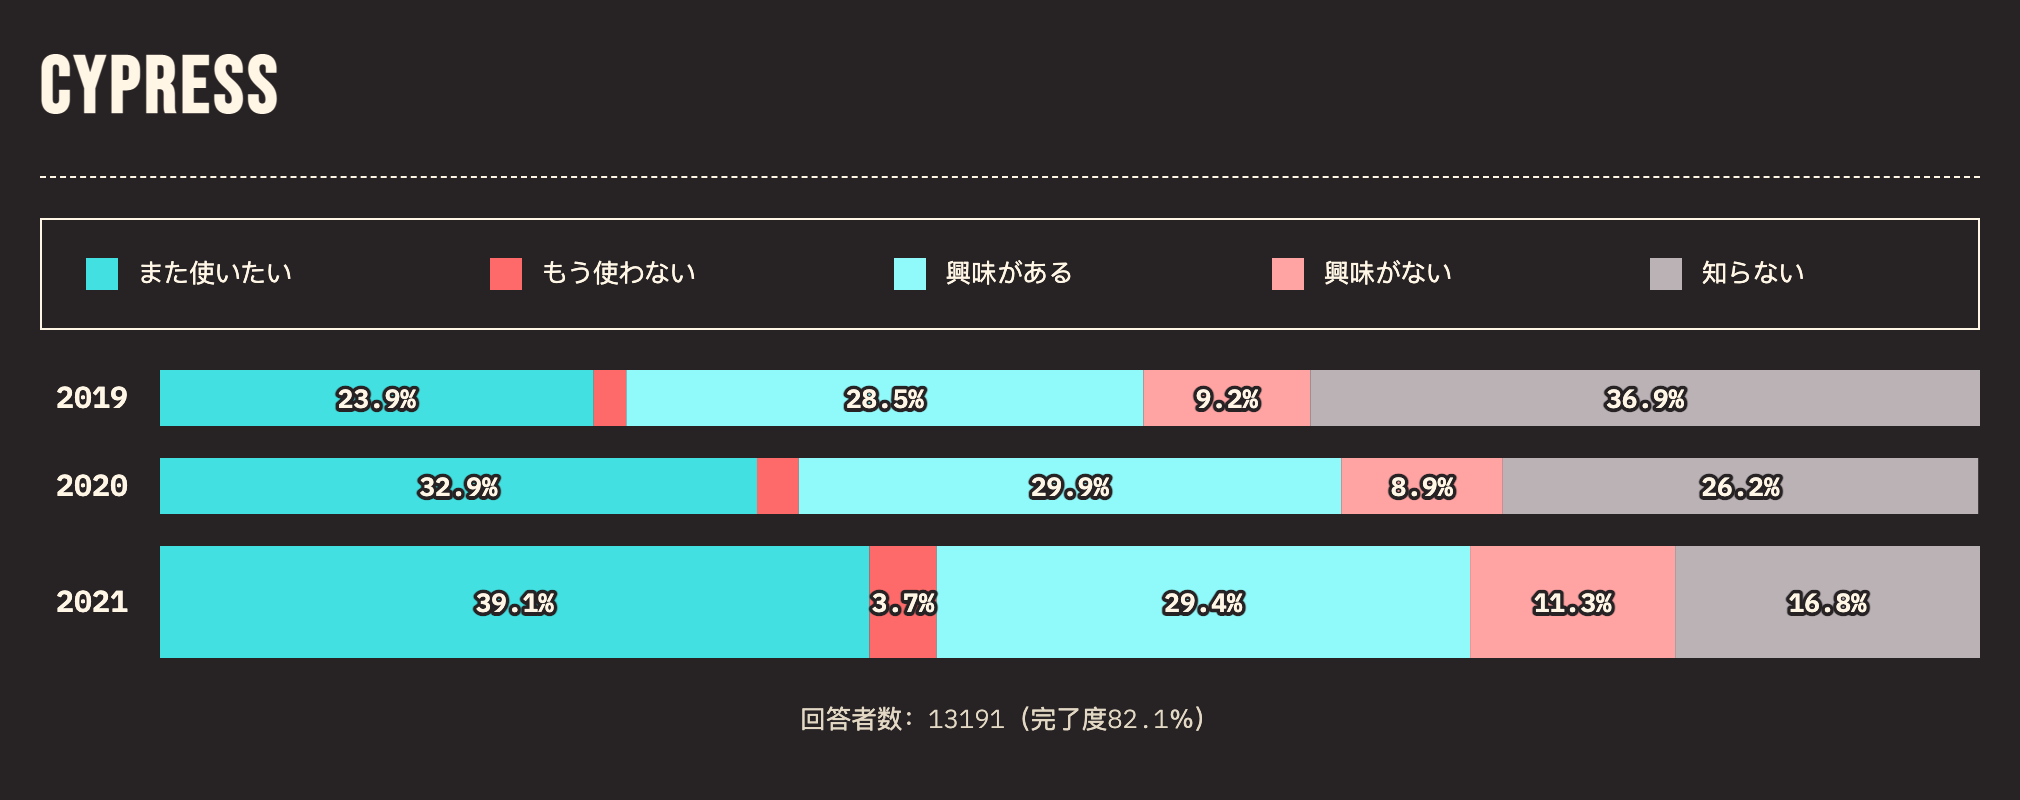 CYPRESS
また使いたい もう使わない 興味がある 興味がない 知らない
2019 23.9% 28.5% 9.2% 36.9%
2020 32.9% 29.9% 8.9% 26.2%
2021 39.1% 3.7% 29.4% 11.3% 16.8%
回答者数: 13191 (完了度82.1%)